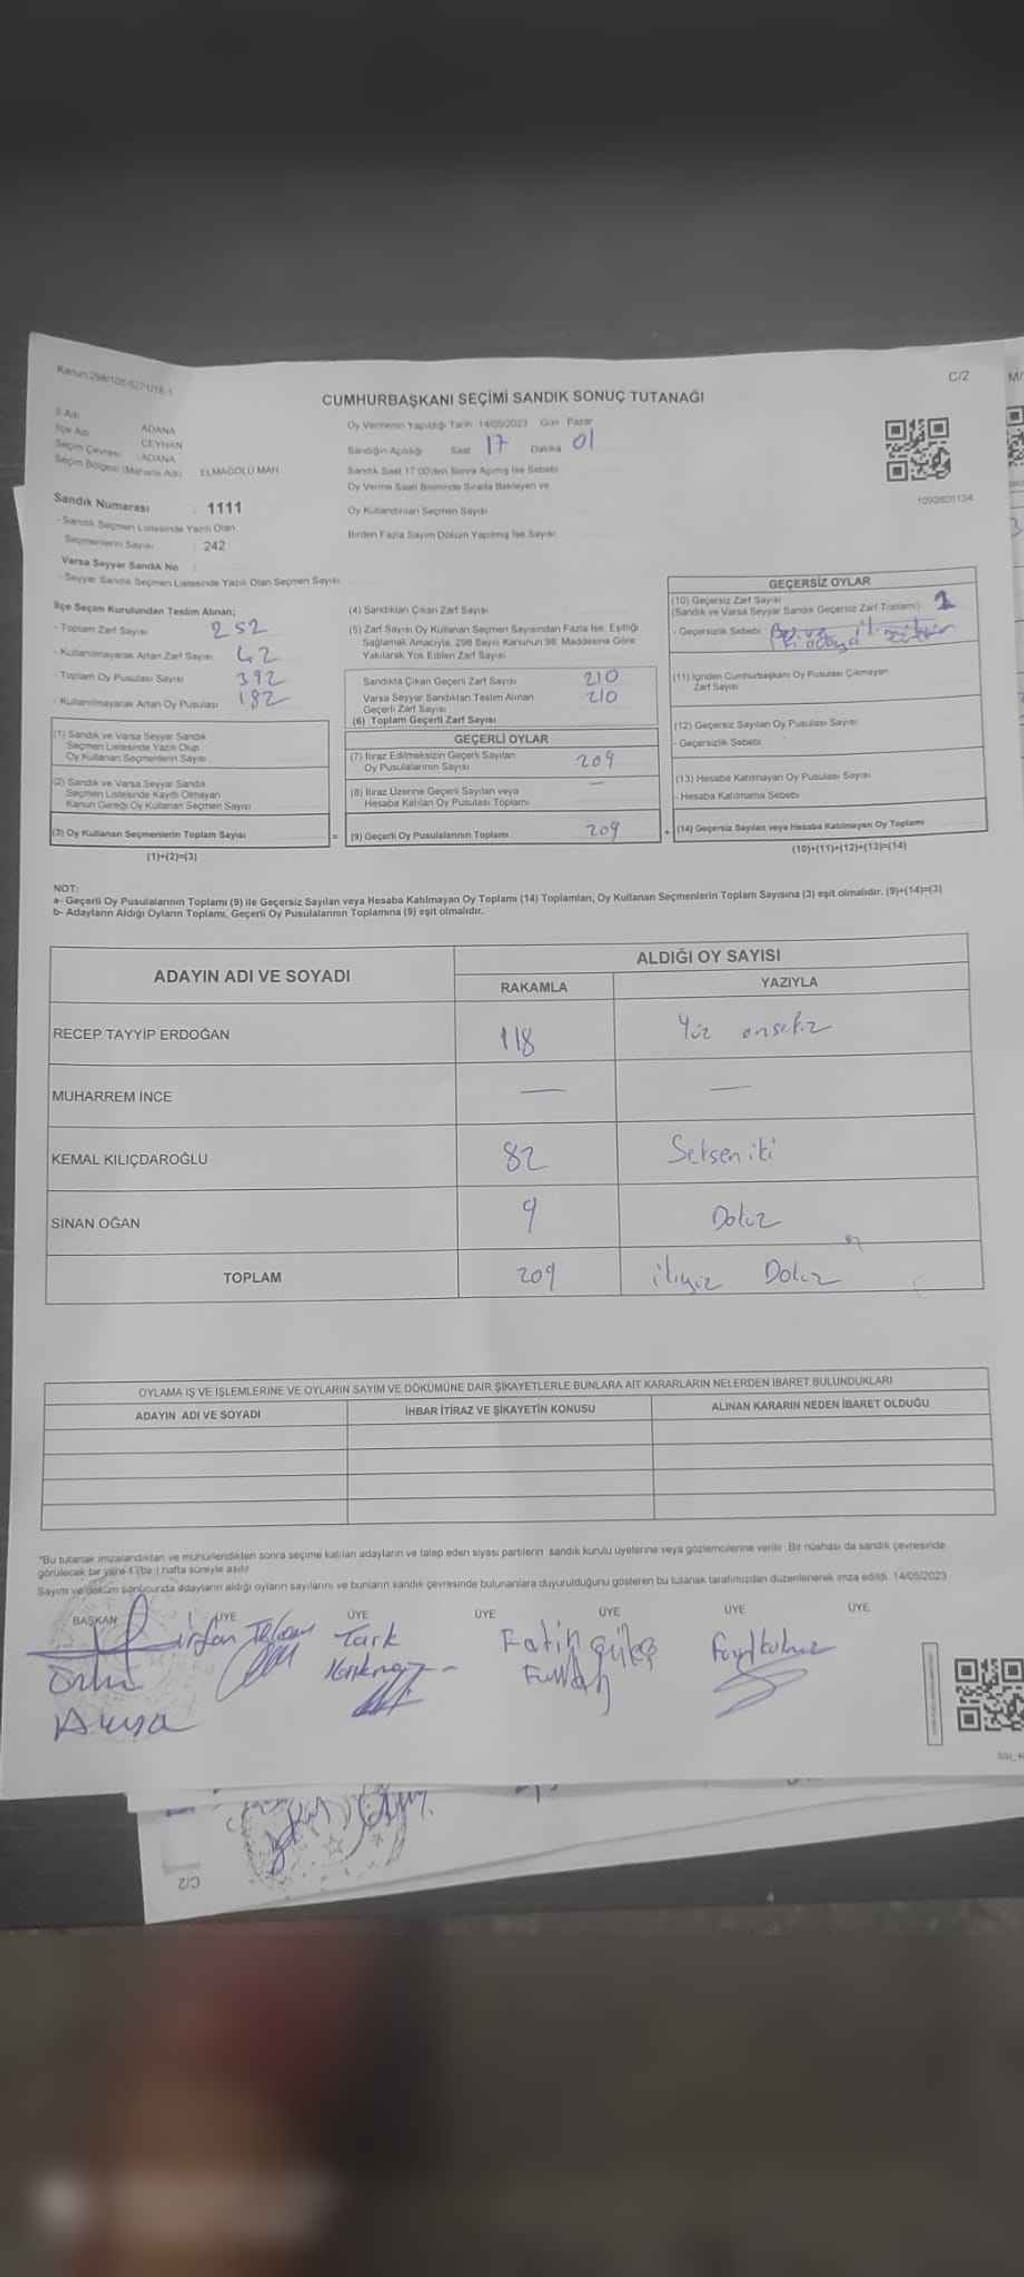 C/2
CUMHURBAŞKANI SEÇİMİ SANDIK SONUÇ TUTANAĞI
İl Adı ADANA
İlçe Adı CEYHAN
Seçim Çevresi ADANA
Seçim Bölgesi (Mahalle Adı)
Oy Vermenin Yapıldığı Tarih 14/05/2023 Gün Pazar
Sandığın Açıldığı Saat 17 Dakika 01
Sandık Saat 17:00'den Sonra Açılmış İse Sebebi
Oy Verme Saati Bitiminde Sırada Bekleyen ve
Oy Kullandırılan Seçmen Sayısı
Birden Fazla Sayım Döküm Yapılmış İse Sayısı
Sandık Numarası 1111
- Sandık Seçmen Listesinde Yazılı Olan
Seçmenlerin Sayısı 242
Varsa Seyyar Sandık No
- Seyyar Sandık Seçmen Listesinde Yazılı Olan Seçmen Sayısı
İlçe Seçim Kurulundan Teslim Alınan;
- Toplam Zarf Sayısı 252
- Kullanılmayarak Artan Zarf Sayısı 42
- Toplam Oy Pusulası Sayısı 392
- Kullanılmayarak Artan Oy Pusulası 182
(1) Sandık ve Varsa Seyyar Sandık
Seçmen Listesinde Yazılı Olup
Oy Kullanan Seçmenlerin Sayısı
(2) Sandık ve Varsa Seyyar Sandık
Seçmen Listesinde Kayıtlı Olmayan
Kanun Gereği Oy Kullanan Seçmen Sayısı
(3) Oy Kullanan Seçmenlerin Toplam Sayısı
(1)+(2)=(3)
=
(4) Sandıktan Çıkan Zarf Sayısı
(5) Zarf Sayısı Oy Kullanan Seçmen Sayısından Fazla İse, Eşitliği
Sağlamak Amacıyla, 298 Sayılı Kanunun 98. Maddesine Göre
Yakılarak Yok Edilen Zarf Sayısı
Sandıkta Çıkan Geçerli Zarf Sayısı 210
Varsa Seyyar Sandıktan Teslim Alınan 210
Geçerli Zarf Sayısı
(6) Toplam Geçerli Zarf Sayısı
GEÇERLİ OYLAR
(7) İtiraz Edilmeksizin Geçerli Sayılan
Oy Pusulalarının Sayısı 209
(8) İtiraz Üzerine Geçerli Sayılan veya —
Hesaba Katılan Oy Pusulası Toplamı
(9) Geçerli Oy Pusulalarının Toplamı 209
+
GEÇERSİZ OYLAR
(10) Geçersiz Zarf Sayısı
(Sandık ve Varsa Seyyar Sandık Geçersiz Zarf Toplamı) 1
- Geçersizlik Sebebi
(11) İçinden Cumhurbaşkanı Oy Pusulası Çıkmayan
Zarf Sayısı
(12) Geçersiz Sayılan Oy Pusulası Sayısı
- Geçersizlik Sebebi
(13) Hesaba Katılmayan Oy Pusulası Sayısı
- Hesaba Katılmama Sebebi
(14) Geçersiz Sayılan veya Hesaba Katılmayan Oy Toplamı
(10)+(11)+(12)+(13)=(14)
NOT:
a- Geçerli Oy Pusulalarının Toplamı (9) ile Geçersiz Sayılan veya Hesaba Katılmayan Oy Toplamı (14) Toplamları, Oy Kullanan Seçmenlerin Toplam Sayısına (3) eşit olmalıdır. (9)+(14)=(3)
b- Adayların Aldığı Oyların Toplamı, Geçerli Oy Pusulalarının Toplamına (9) eşit olmalıdır.
ADAYIN ADI VE SOYADI ALDIĞI OY SAYISI
RAKAMLA YAZIYLA
RECEP TAYYİP ERDOĞAN 118 Yüz onsekiz
MUHARREM İNCE — —
KEMAL KILIÇDAROĞLU 82 Seksen iki
SİNAN OĞAN 9 Dokuz
TOPLAM 209 ikiyüz Dokuz
OYLAMA İŞ VE İŞLEMLERİNE VE OYLARIN SAYIM VE DÖKÜMÜNE DAİR ŞİKAYETLERLE BUNLARA AİT KARARLARIN NELERDEN İBARET BULUNDUKLARI
ADAYIN ADI VE SOYADI İHBAR İTİRAZ VE ŞİKAYETİN KONUSU ALINAN KARARIN NEDEN İBARET OLDUĞU
*Bu tutanak imzalandıktan ve mühürlendikten sonra seçime katılan adayların ve talep eden siyasi partilerin sandık kurulu üyelerine veya gözlemcilerine verilir. Bir nüshası da sandık çevresinde
görülecek bir yere 1 (bir) hafta süreyle asılır
Sayım ve döküm sonucunda adayların aldığı oyların sayılarını ve bunların sandık çevresinde bulunanlara duyurulduğunu gösteren bu tutanak tarafımızdan düzenlenerek imza edildi. 14/05/2023
BAŞKAN ÜYE ÜYE ÜYE ÜYE ÜYE ÜYE
C/2